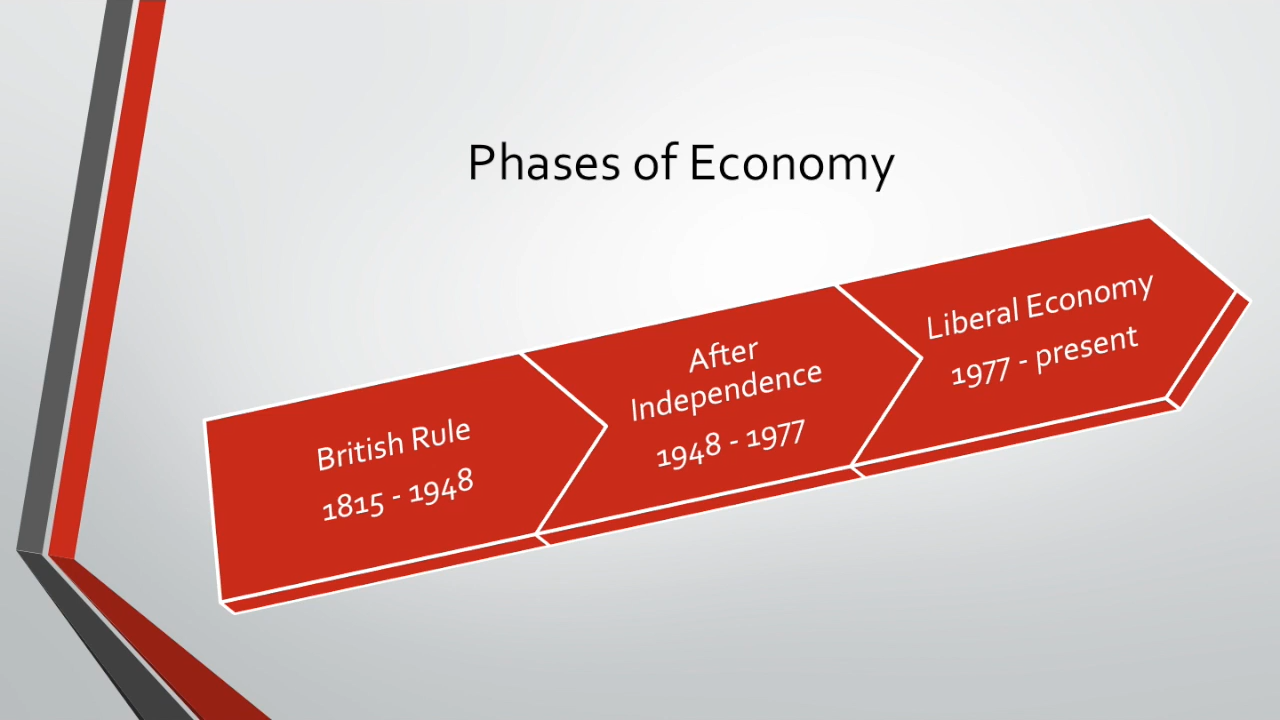 Phases of Economy
British Rule
1815 - 1948
After
Independence
1948 - 1977
Liberal Economy
1977 - present